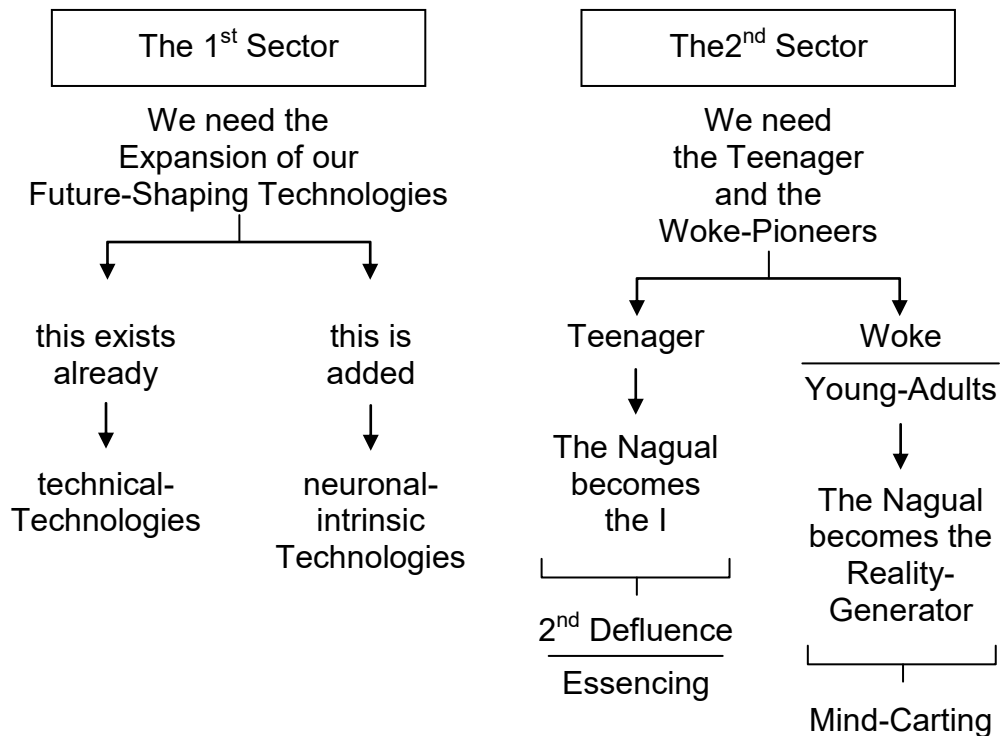 The 1st Sector
We need the
Expansion of our
Future-Shaping Technologies
this exists
already
technical-
Technologies
this is
added
neuronal-
intrinsic
Technologies
The2nd Sector
We need
the Teenager
and the
Woke-Pioneers
Teenager
The Nagual
becomes
the I
2nd Defluence
Essencing
Woke
Young-Adults
The Nagual
becomes the
Reality-
Generator
Mind-Carting